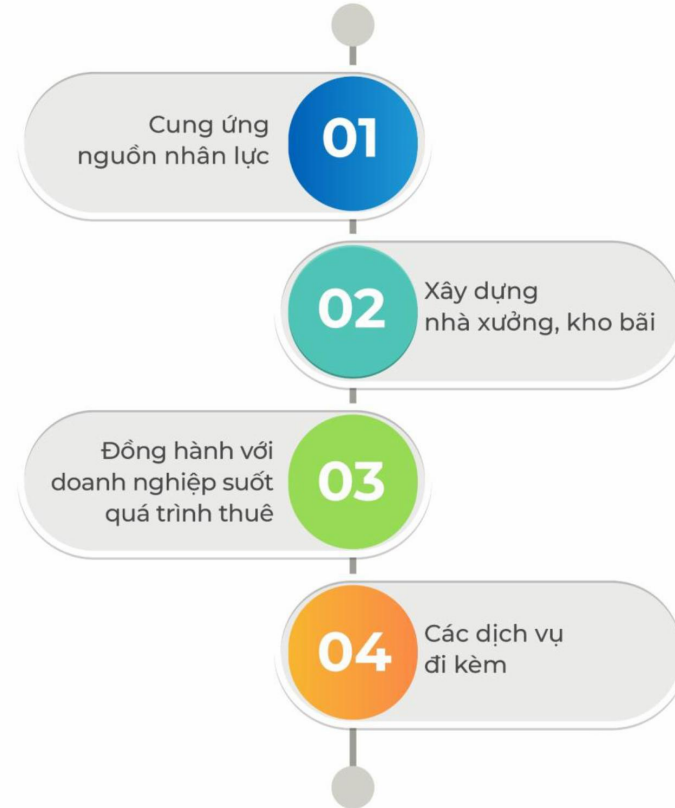 01
Cung ứng
nguồn nhân lực
02
Xây dựng
nhà xưởng, kho bãi
03
Đồng hành với
doanh nghiệp suốt
quá trình thuê
04
Các dịch vụ
đi kèm